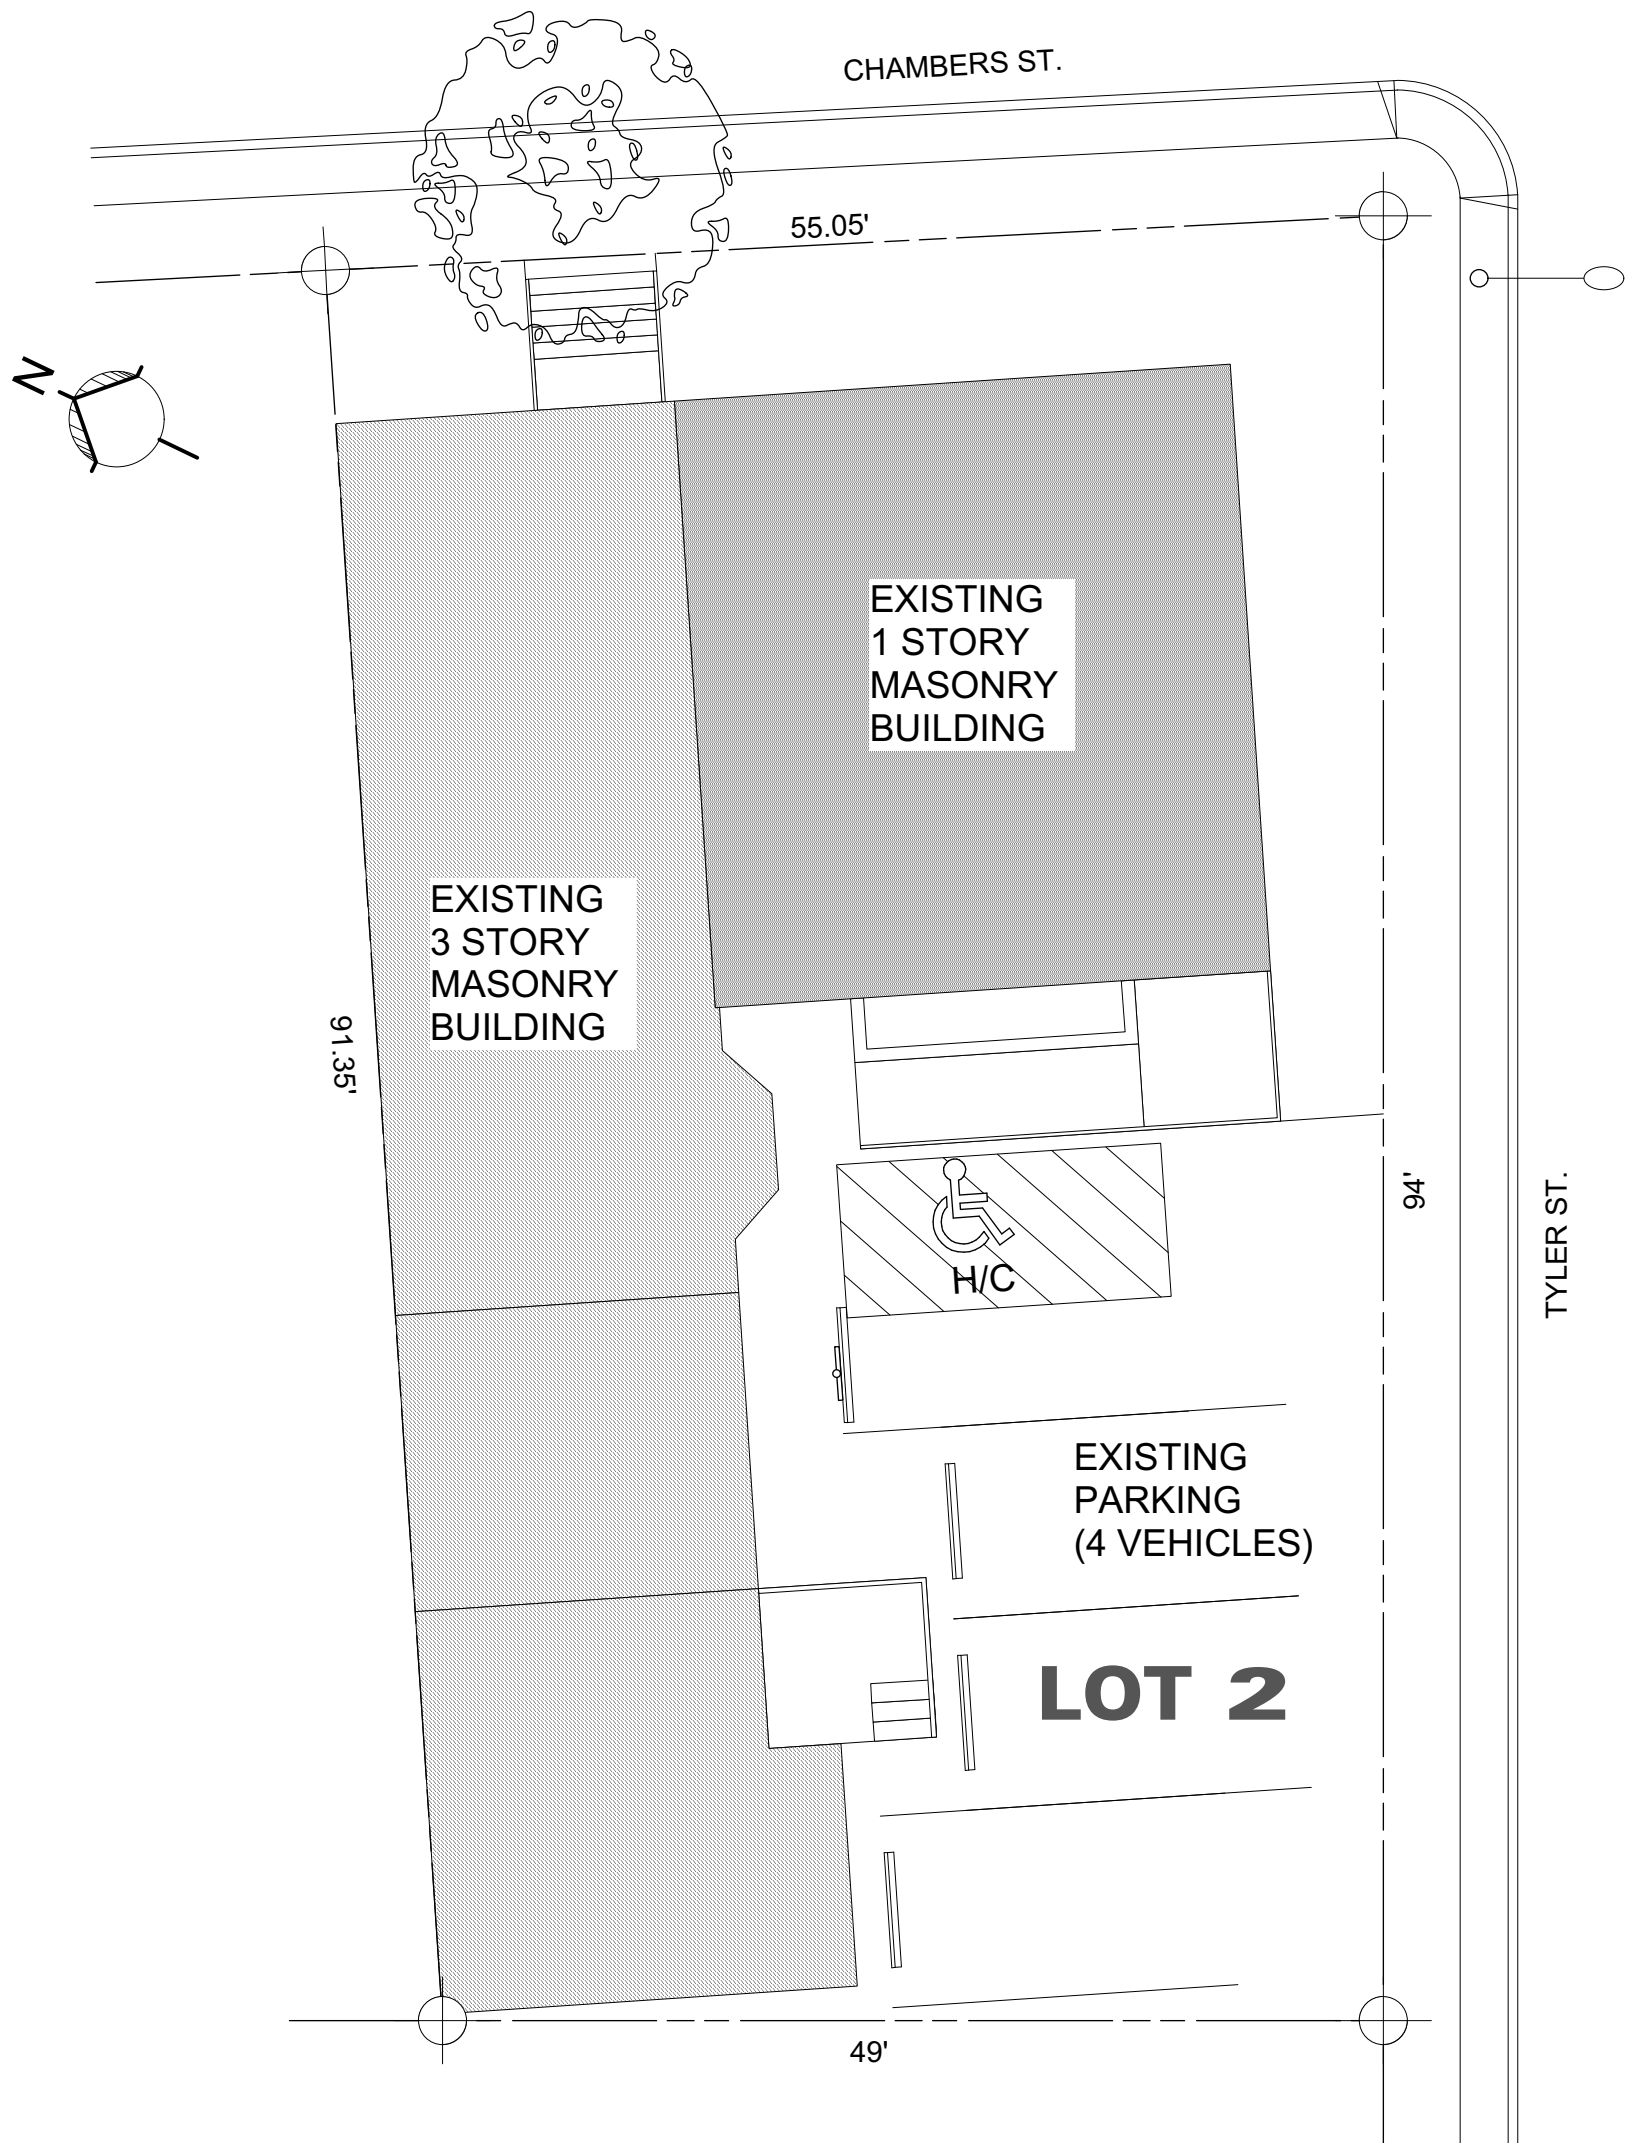 CHAMBERS ST.
55.05'
N
EXISTING
1 STORY
MASONRY
BUILDING
EXISTING
3 STORY
MASONRY
BUILDING
91.35'
94'
TYLER ST.
H/C
EXISTING
PARKING
(4 VEHICLES)
LOT 2
49'